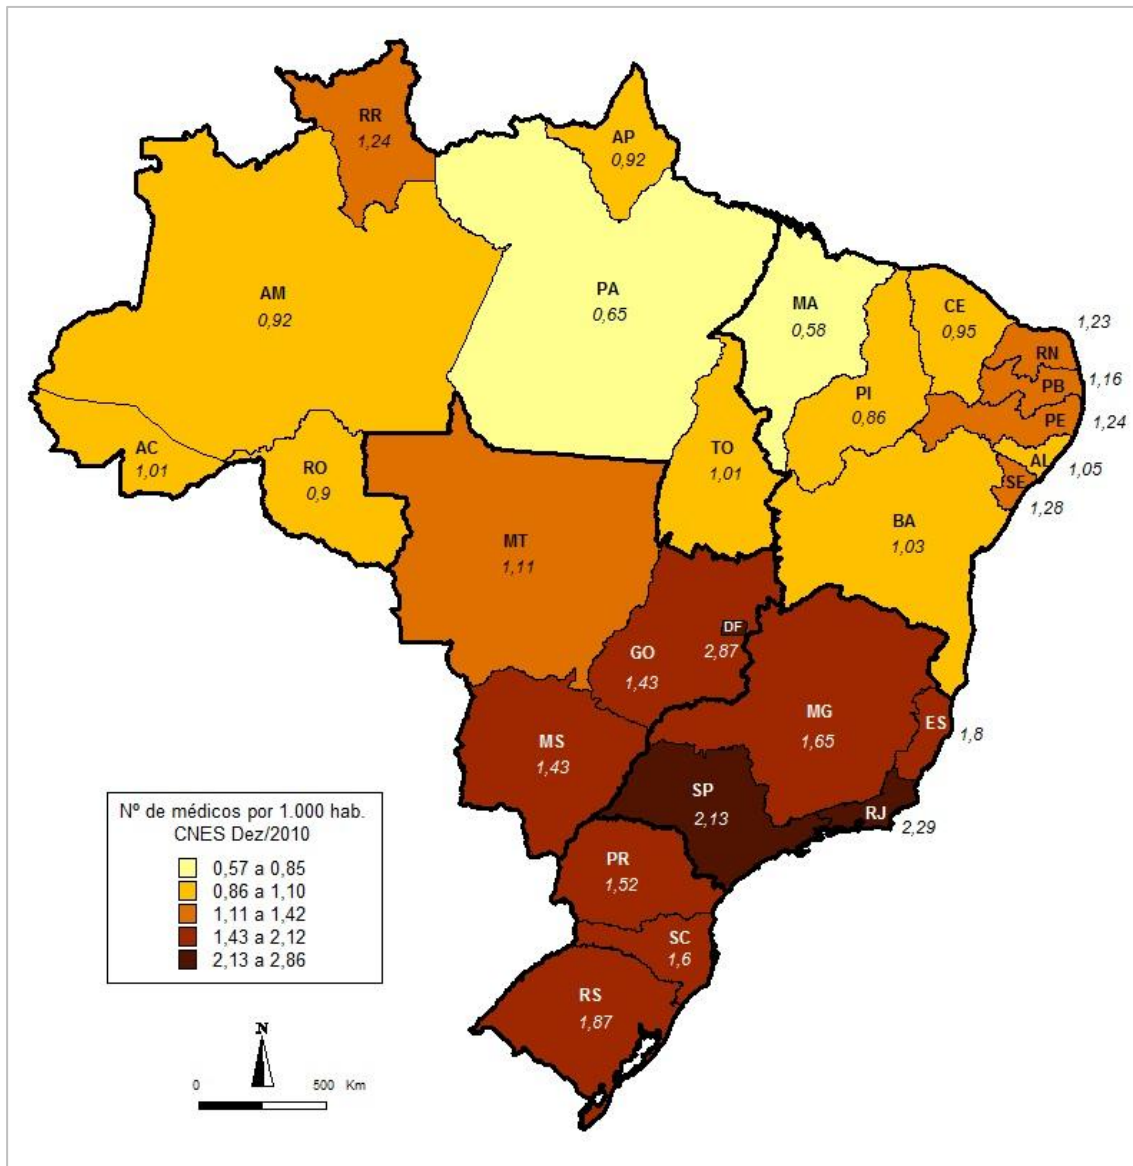 RR
1,24
AP
0,92
AM
0,92
PA
0,65
MA
0,58
CE
0,95
1,23
RN
1,16
PB
PI
0,86
PE
1,24
AC
1,01
RO
0,9
TO
1,01
AL
1,05
SE
1,28
BA
1,03
MT
1,11
DF
2,87
GO
1,43
MG
1,65
ES
1,8
MS
1,43
SP
2,13
RJ
2,29
PR
1,52
SC
1,6
RS
1,87
Nº de médicos por 1.000 hab.
CNES Dez/2010
0,57 a 0,85
0,86 a 1,10
1,11 a 1,42
1,43 a 2,12
2,13 a 2,86
N
0 500 Km